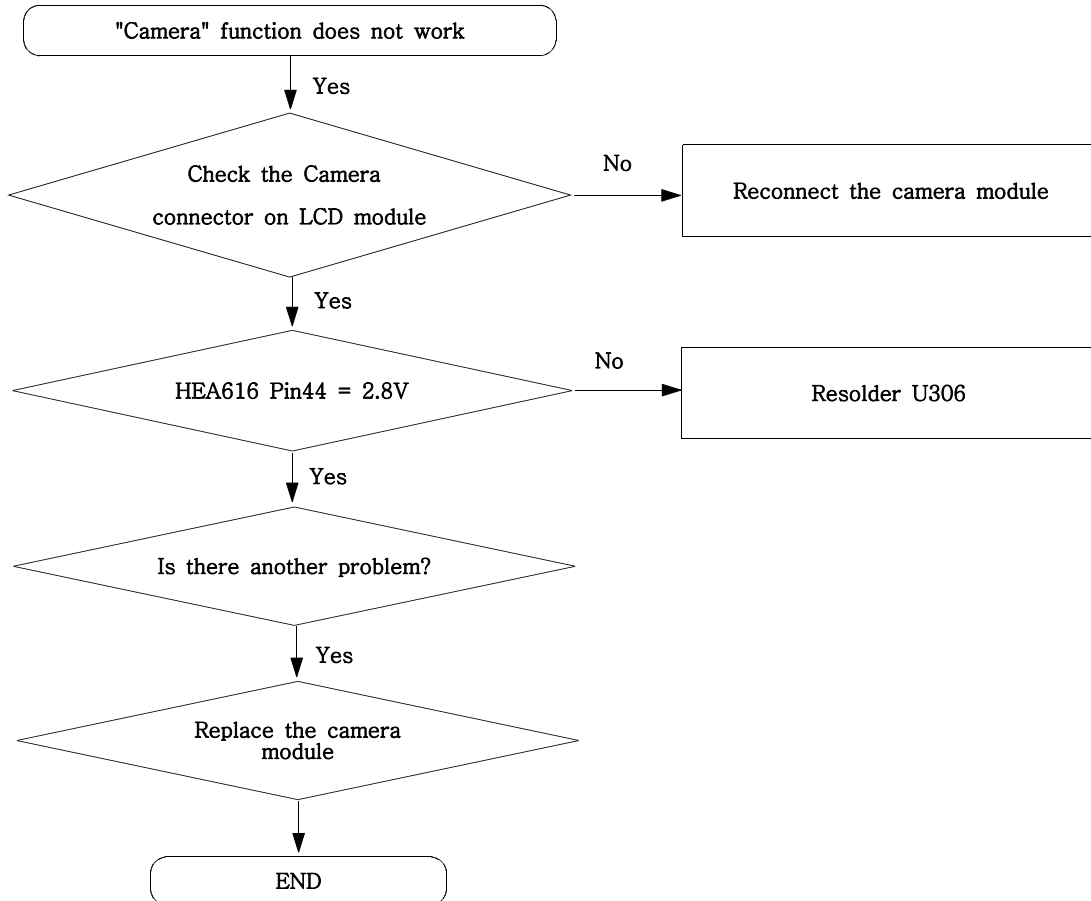 "Camera" function does not work
Yes
Check the Camera
connector on LCD module
No
Reconnect the camera module
Yes
HEA616 Pin44 = 2.8V
No
Resolder U306
Yes
Is there another problem?
Yes
Replace the camera
module
END